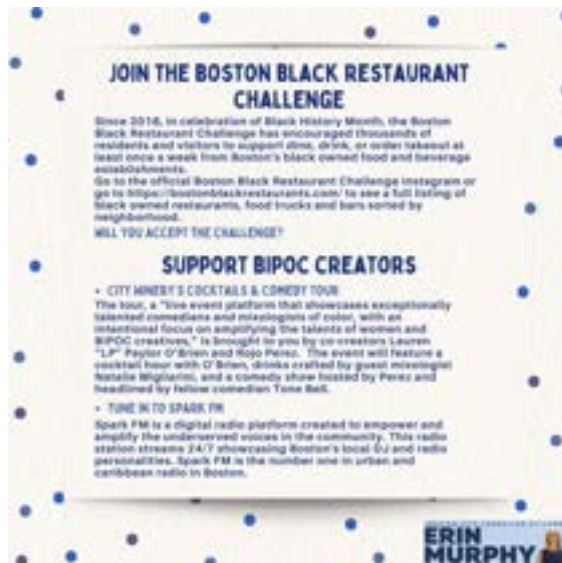 JOIN THE BOSTON BLACK RESTAURANT
CHALLENGE
Since 2018, in celebration of Black History Month, the Boston
Black Restaurant Challenge has encouraged thousands of
residents and visitors to support dine, drink, or order takeout at
least once a week from Boston's black owned food and beverage
establishments.
Go to the official Boston Black Restaurant Challenge Instagram or
go to https://bostonblackrestaurants.com/ to see a full listing of
black owned restaurants, food trucks and bars sorted by
neighborhood.
WILL YOU ACCEPT THE CHALLENGE?
SUPPORT BIPOC CREATORS
• CITY WINERY'S COCKTAILS & COMEDY TOUR
The tour, a "live event platform that showcases exceptionally
talented comedians and mixologists of color, with an
intentional focus on amplifying the talents of women and
BIPOC creatives," is brought to you by co creators Lauren
"LP" Paylor O'Brien and Rojo Perez. The event will feature a
cocktail hour with O'Brien, drinks crafted by guest mixologist
Natalie Migliarini, and a comedy show hosted by Perez and
headlined by fellow comedian Tone Bell.
• TUNE IN TO SPARK FM
Spark FM is a digital radio platform created to empower and
amplify the underserved voices in the community. This radio
station streams 24/7 showcasing Boston's local DJ and radio
personalities. Spark FM is the number one in urban and
caribbean radio in Boston.
ERIN
MURPHY